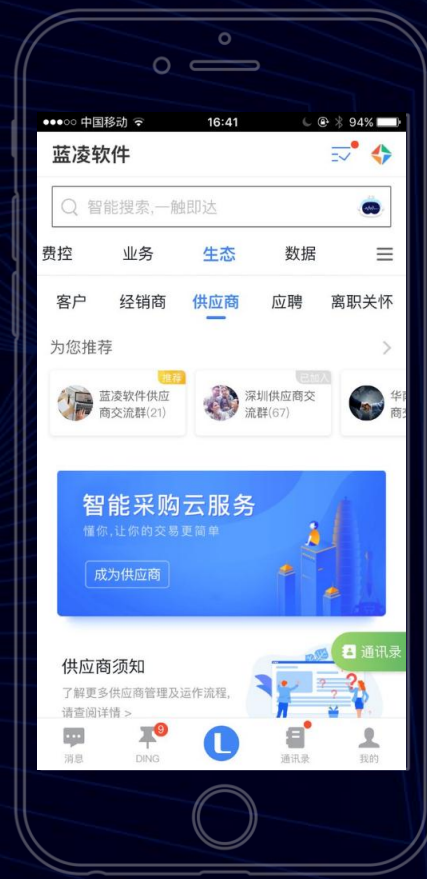 中国移动
16:41
94%
蓝凌软件
智能搜索,一触即达
费控 业务 生态 数据
客户 经销商 供应商 应聘 离职关怀
为您推荐
推荐
蓝凌软件供应
商交流群(21)
已加入
深圳供应商交
流群(67)
智能采购云服务
懂你,让你的交易更简单
成为供应商
通讯录
供应商须知
了解更多供应商管理及运作流程,
请查阅详情 >
消息
9
DING
L
通讯录
我的